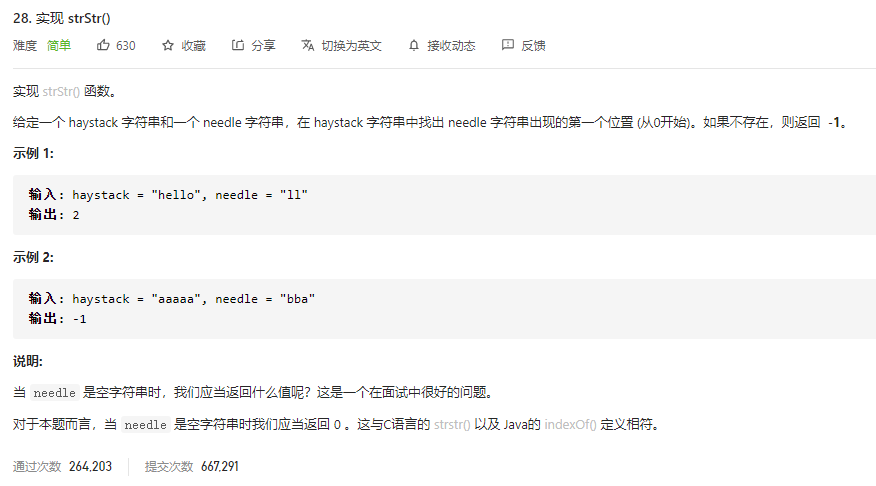 28. 实现 strStr()
难度 简单 630 收藏 分享 切换为英文 接收动态 反馈
实现 strStr() 函数。
给定一个 haystack 字符串和一个 needle 字符串，在 haystack 字符串中找出 needle 字符串出现的第一个位置 (从0开始)。如果不存在，则返回 -1。
示例 1:
输入: haystack = "hello", needle = "ll"
输出: 2
示例 2:
输入: haystack = "aaaaa", needle = "bba"
输出: -1
说明:
当 needle 是空字符串时，我们应当返回什么值呢？这是一个在面试中很好的问题。
对于本题而言，当 needle 是空字符串时我们应当返回 0 。这与C语言的 strstr() 以及 Java的 indexOf() 定义相符。
通过次数 264,203 提交次数 667,291